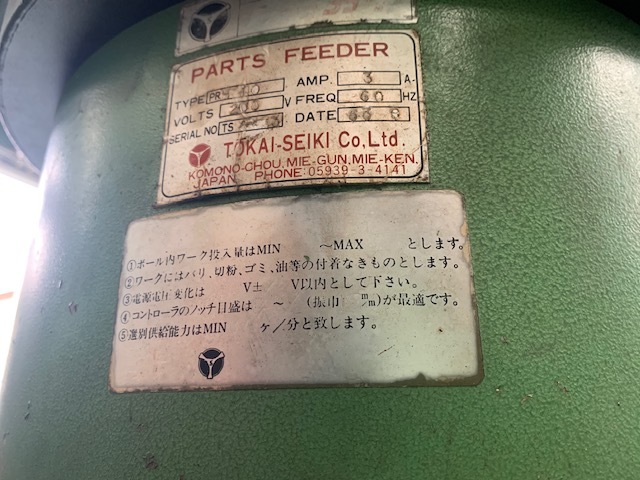 PARTS FEEDER
TYPE PR AMP. 3 A.
VOLTS 200 V FREQ 60 HZ
SERIAL NO TS DATE
TOKAI-SEIKI Co,Ltd.
KOMONO-CHOU, MIE-GUN, MIE-KEN.
JAPAN PHONE: 05939-3-4141
①ボール内ワーク投入量はMIN ～MAX とします。
②ワークにはバリ、切粉、ゴミ、油等の付着なきものとします。
③電源電圧変化は V± V以内として下さい。
④コントローラのノッチ目盛は ～ (振巾 m/m)が最適です。
⑤選別供給能力はMIN ヶ/分と致します。